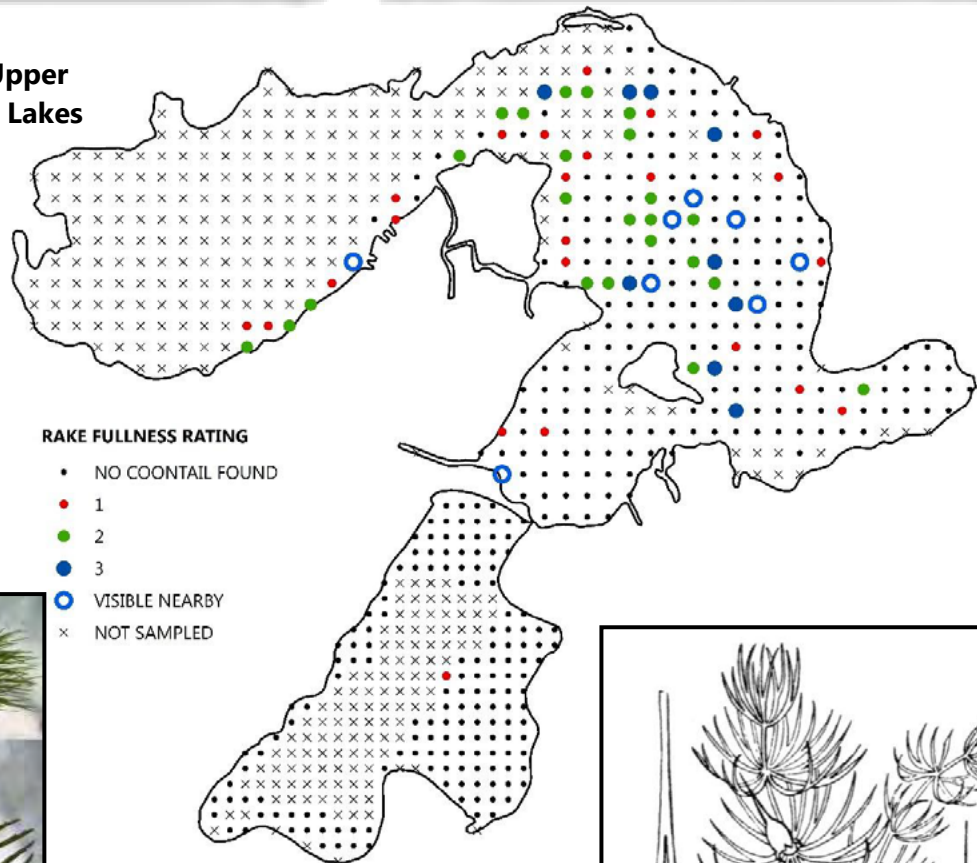 Upper
Lakes
RAKE FULLNESS RATING
NO COONTAIL FOUND
1
2
3
VISIBLE NEARBY
NOT SAMPLED